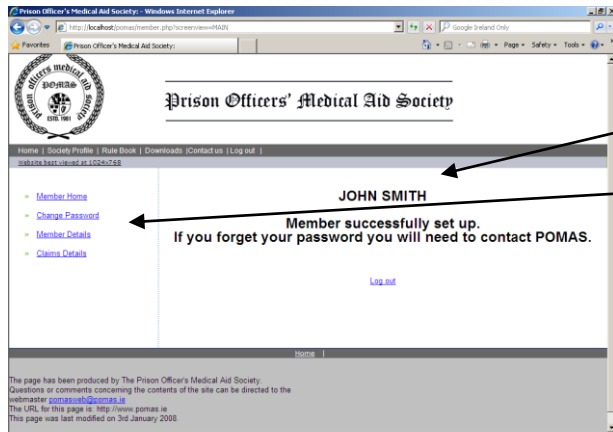 Prison Officer's Medical Aid Society: - Windows Internet Explorer
http://localhost/pomas/member.php?screenview=MAIN
Google Ireland Only
Favorites
Prison Officer's Medical Aid Society:
Page
Safety
Tools
prison officers medical aid society
POMAS
ESTD. 1901
Prison Officers' Medical Aid Society
Home | Society Profile | Rule Book | Downloads |Contact us | Log out |
Website best viewed at 1024x768
» Member Home
» Change Password
» Member Details
» Claims Details
JOHN SMITH
Member successfully set up.
If you forget your password you will need to contact POMAS.
Log out
Home |
The page has been produced by The Prison Officer's Medical Aid Society.
Questions or comments concerning the contents of the site can be directed to the
webmaster pomasweb@pomas.ie
The URL for this page is: http://www.pomas.ie
This page was last modified on 3rd January 2008.